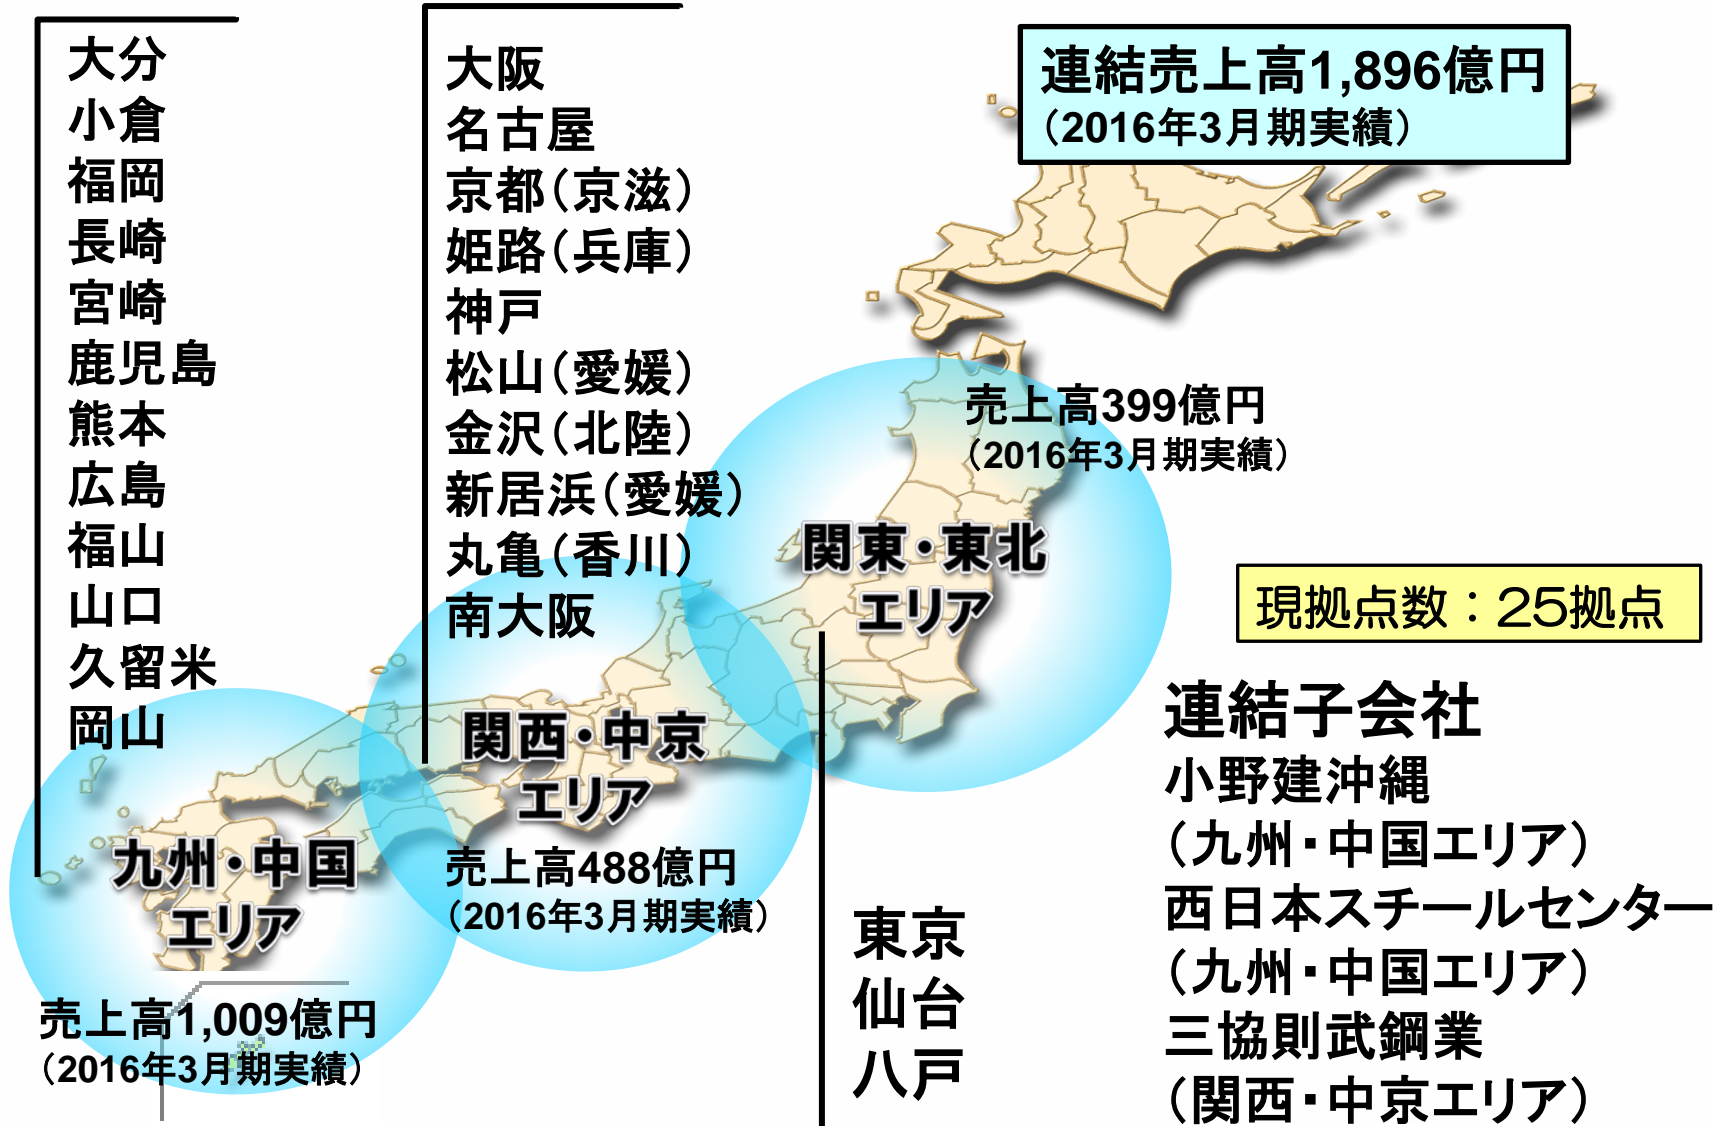 大分
小倉
福岡
長崎
宮崎
鹿児島
熊本
広島
福山
山口
久留米
岡山
九州・中国
エリア
売上高1,009億円
（2016年3月期実績）
大阪
名古屋
京都（京滋）
姫路（兵庫）
神戸
松山（愛媛）
金沢（北陸）
新居浜（愛媛）
丸亀（香川）
南大阪
関西・中京
エリア
売上高488億円
（2016年3月期実績）
連結売上高1,896億円
（2016年3月期実績）
売上高399億円
（2016年3月期実績）
関東・東北
エリア
東京
仙台
八戸
現拠点数：25拠点
連結子会社
小野建沖縄
（九州・中国エリア）
西日本スチールセンター
（九州・中国エリア）
三協則武鋼業
（関西・中京エリア）